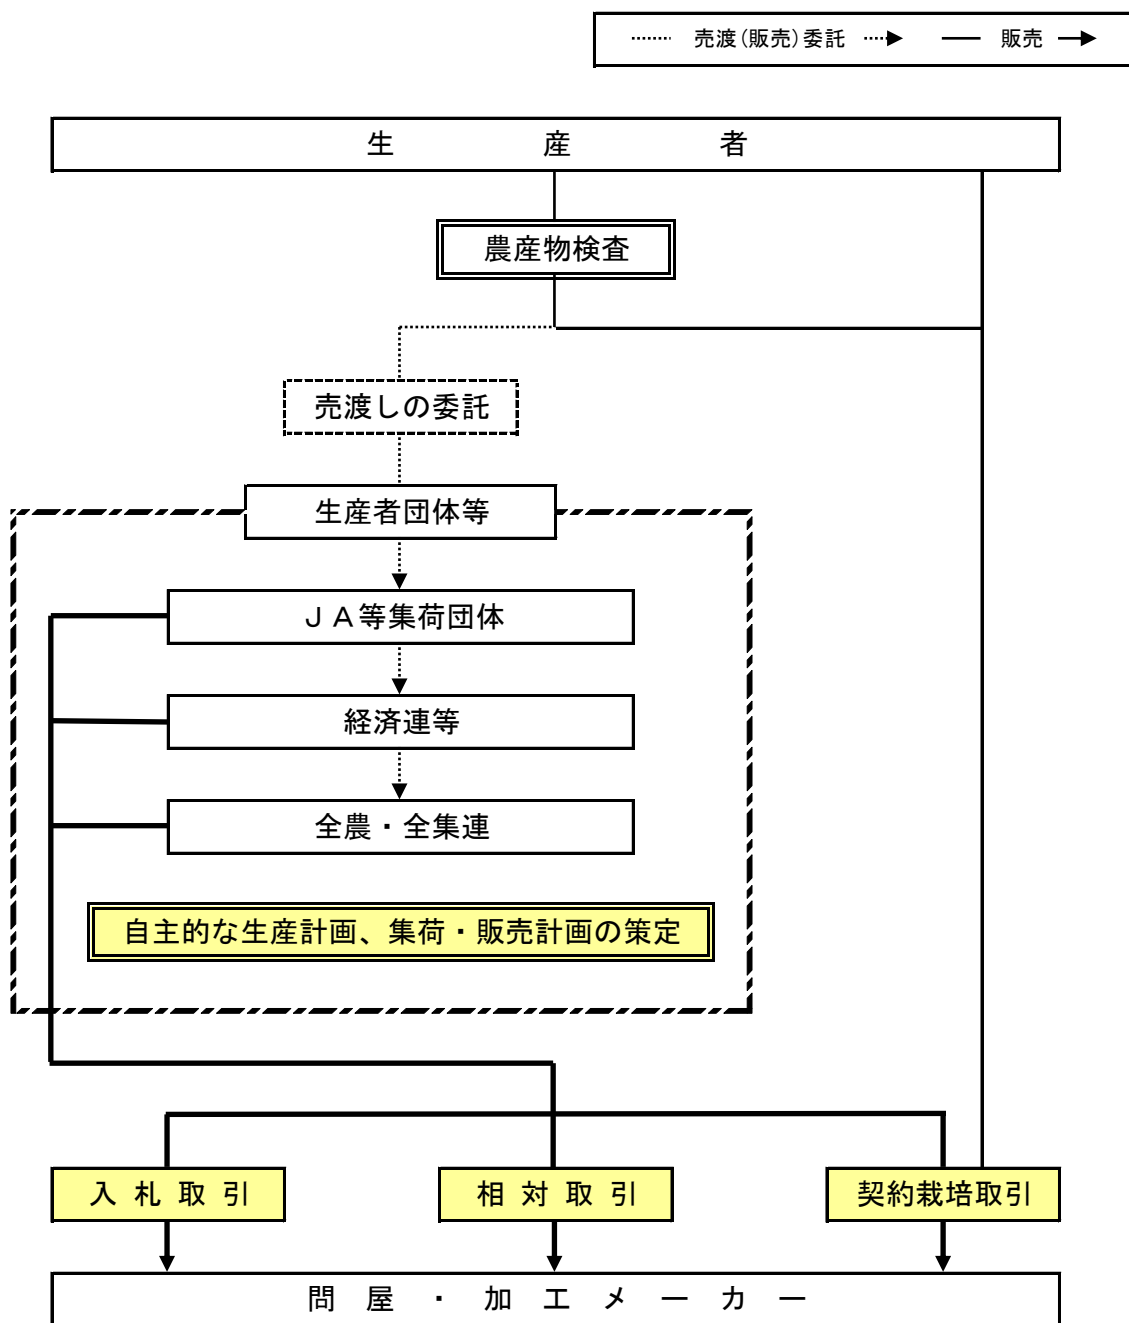 売渡(販売)委託 販売
生産者
農産物検査
売渡しの委託
生産者団体等
ＪＡ等集荷団体
経済連等
全農・全集連
自主的な生産計画、集荷・販売計画の策定
入札取引 相対取引 契約栽培取引
問屋・加工メーカー